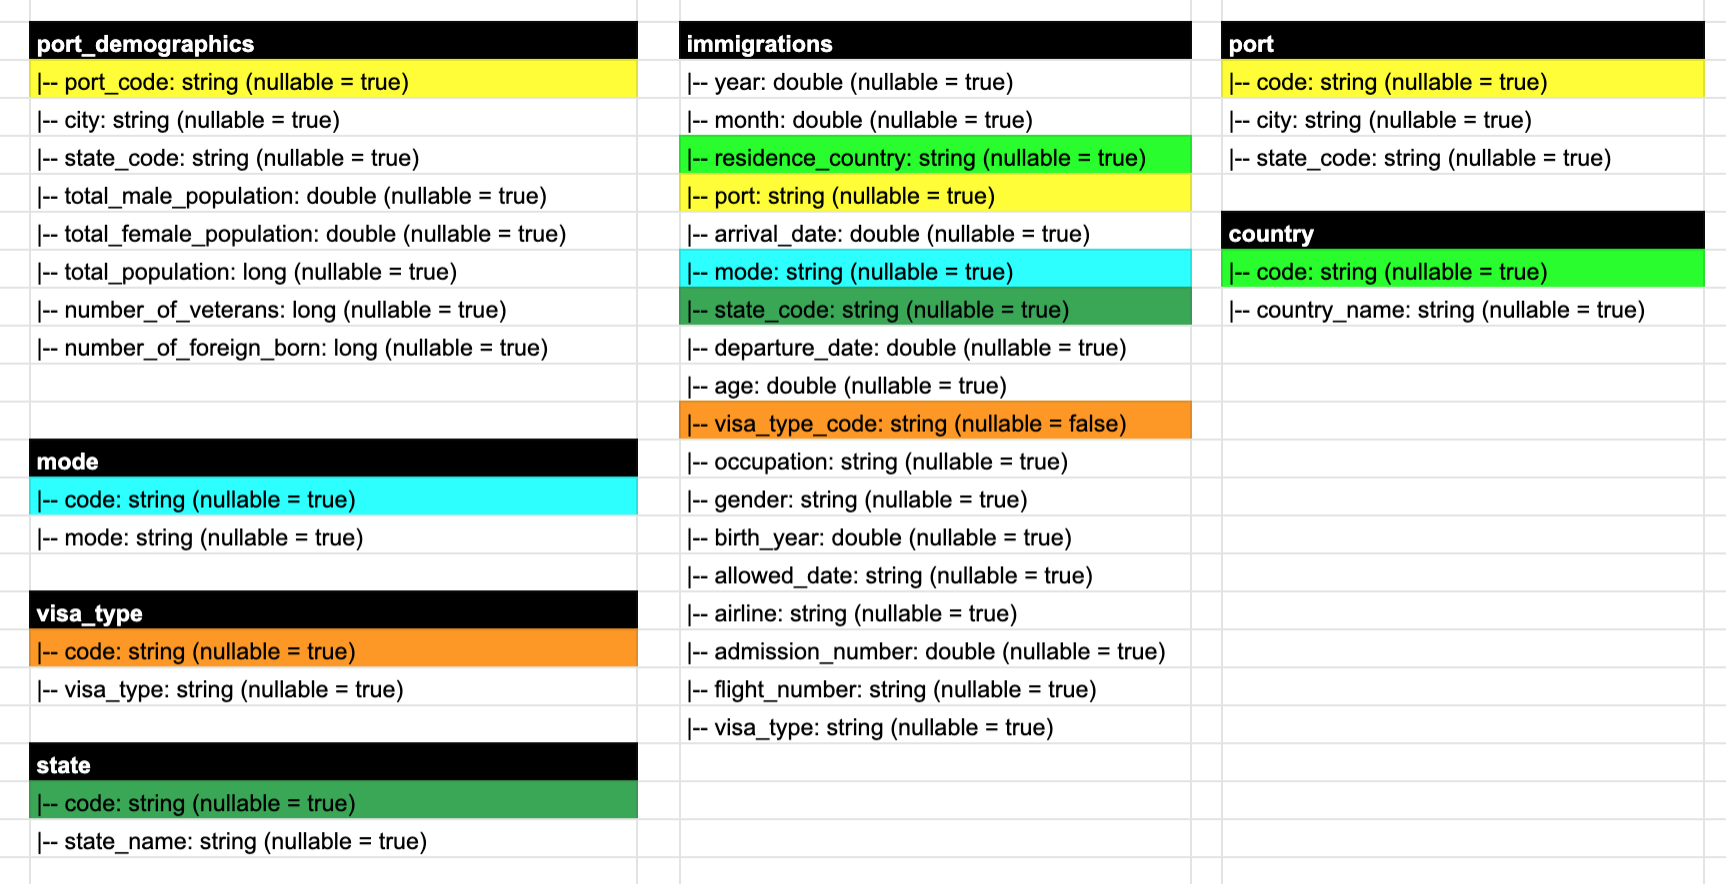 port_demographics
|-- port_code: string (nullable = true)
|-- city: string (nullable = true)
|-- state_code: string (nullable = true)
|-- total_male_population: double (nullable = true)
|-- total_female_population: double (nullable = true)
|-- total_population: long (nullable = true)
|-- number_of_veterans: long (nullable = true)
|-- number_of_foreign_born: long (nullable = true)
mode
|-- code: string (nullable = true)
|-- mode: string (nullable = true)
visa_type
|-- code: string (nullable = true)
|-- visa_type: string (nullable = true)
state
|-- code: string (nullable = true)
|-- state_name: string (nullable = true)
immigrations
|-- year: double (nullable = true)
|-- month: double (nullable = true)
|-- residence_country: string (nullable = true)
|-- port: string (nullable = true)
|-- arrival_date: double (nullable = true)
|-- mode: string (nullable = true)
|-- state_code: string (nullable = true)
|-- departure_date: double (nullable = true)
|-- age: double (nullable = true)
|-- visa_type_code: string (nullable = false)
|-- occupation: string (nullable = true)
|-- gender: string (nullable = true)
|-- birth_year: double (nullable = true)
|-- allowed_date: string (nullable = true)
|-- airline: string (nullable = true)
|-- admission_number: double (nullable = true)
|-- flight_number: string (nullable = true)
|-- visa_type: string (nullable = true)
port
|-- code: string (nullable = true)
|-- city: string (nullable = true)
|-- state_code: string (nullable = true)
country
|-- code: string (nullable = true)
|-- country_name: string (nullable = true)